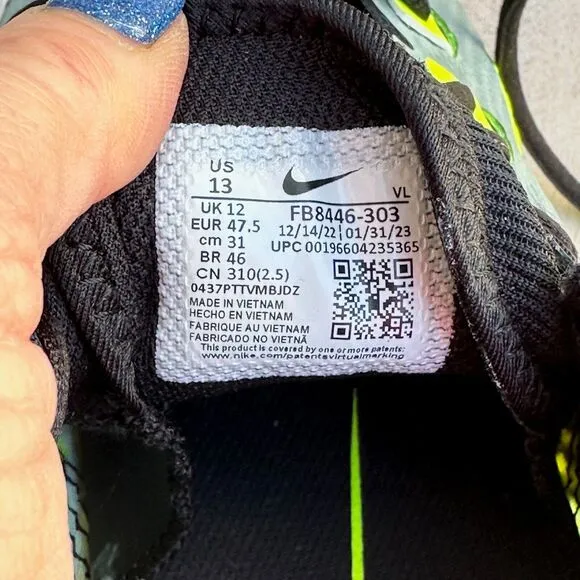 US
13
VL
UK 12
FB8446-303
EUR 47.5
12/14/22 01/31/23
cm 31
UPC 00196604235365
BR 46
CN 310(2.5)
0437PTTVMBJDZ
MADE IN VIETNAM
HECHO EN VIETNAM
FABRIQUE AU VIETNAM
FABRICADO NO VIETNÃ
This product is covered by one or more patents:
www.nike.com/patentsvirtualmarking